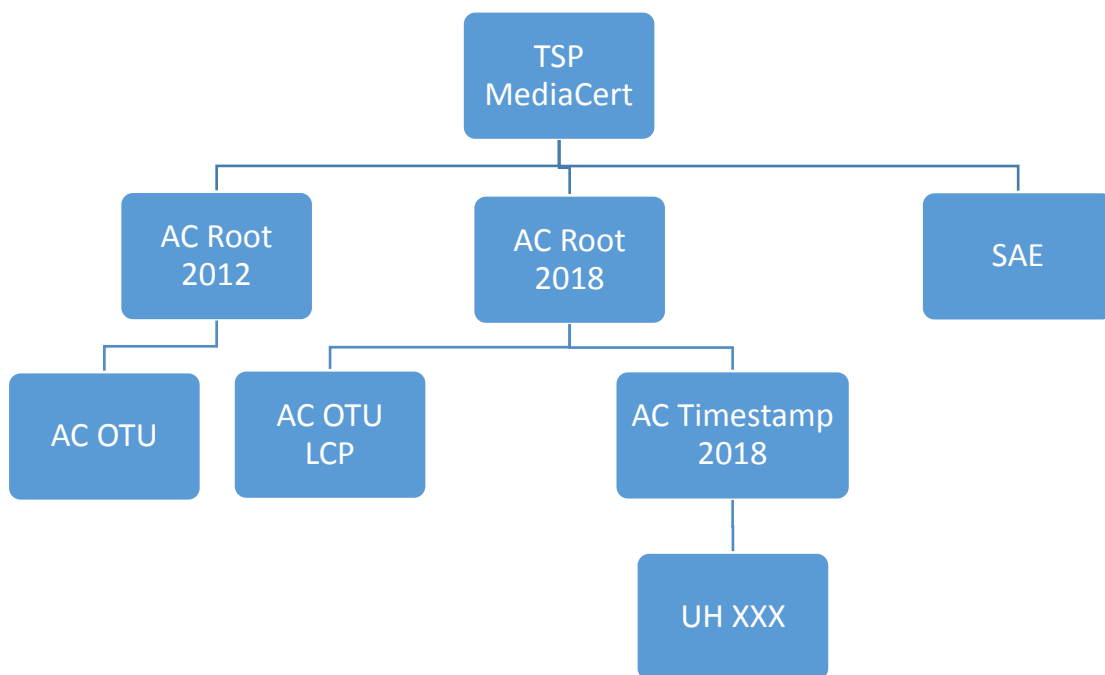 TSP
MediaCert
AC Root
2012
AC Root
2018
SAE
AC OTU
AC OTU
LCP
AC Timestamp
2018
UH XXX